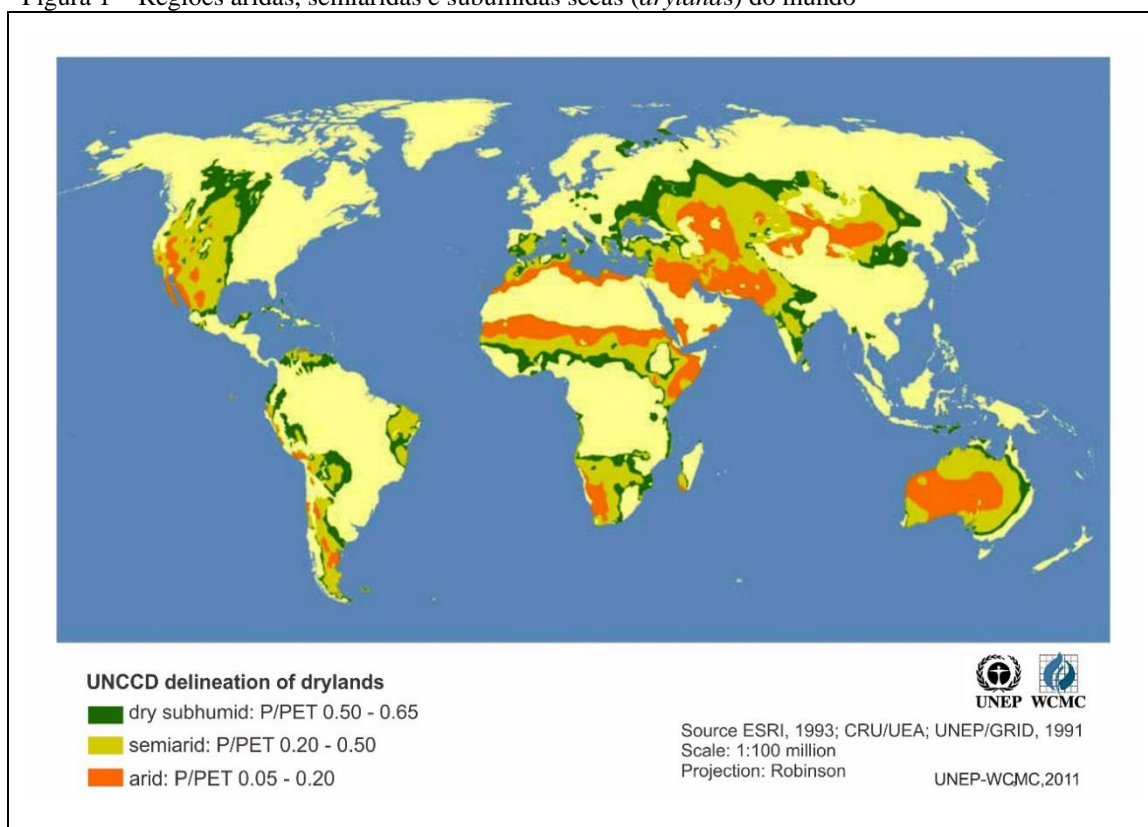 Figura 1 – Regiões áridas, semiáridas e subúmidas secas (drylands) do mundo
UNCCD delineation of drylands
dry subhumid: P/PET 0.50 - 0.65
semiarid: P/PET 0.20 - 0.50
arid: P/PET 0.05 - 0.20
UNEP WCMC
Source ESRI, 1993; CRU/UEA; UNEP/GRID, 1991
Scale: 1:100 million
Projection: Robinson
UNEP-WCMC,2011